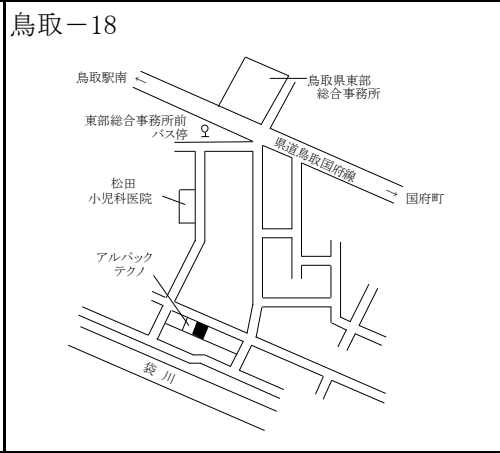 鳥取－18
鳥取駅南 ←
鳥取県東部
総合事務所
東部総合事務所前
バス停
県道鳥取国府線
→ 国府町
松田
小児科医院
アルパック
テクノ
袋川